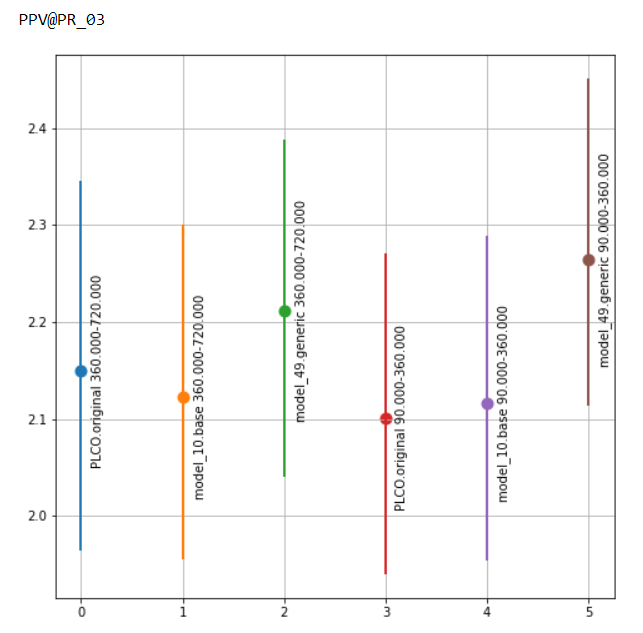 PPV@PR_03
2.4
2.3
2.2
2.1
2.0
PLCO.original 360.000-720.000
model_10.base 360.000-720.000
model_49.generic 360.000-720.000
PLCO.original 90.000-360.000
model_10.base 90.000-360.000
model_49.generic 90.000-360.000
0 1 2 3 4 5